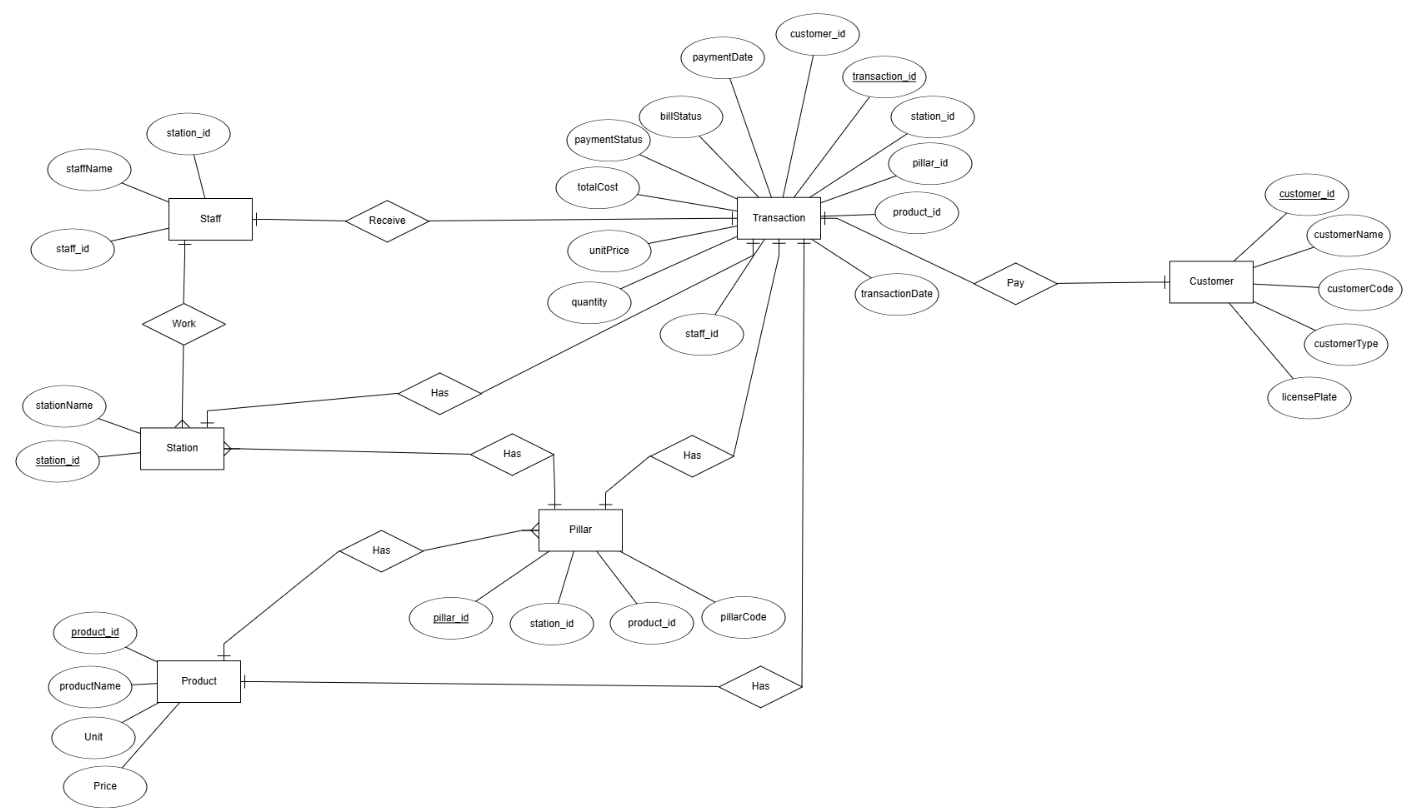 customer_id
paymentDate
transaction_id
billStatus
station_id
station_id
paymentStatus
pillar_id
staffName
totalCost
customer_id
product_id
Staff
Receive
Transaction
customerName
staff_id
unitPrice
Customer
customerCode
Pay
transactionDate
quantity
Work
staff_id
customerType
Has
licensePlate
stationName
Station
Has
Has
station_id
Pillar
Has
pillar_id
station_id
product_id
pillarCode
product_id
Product
productName
Has
Unit
Price